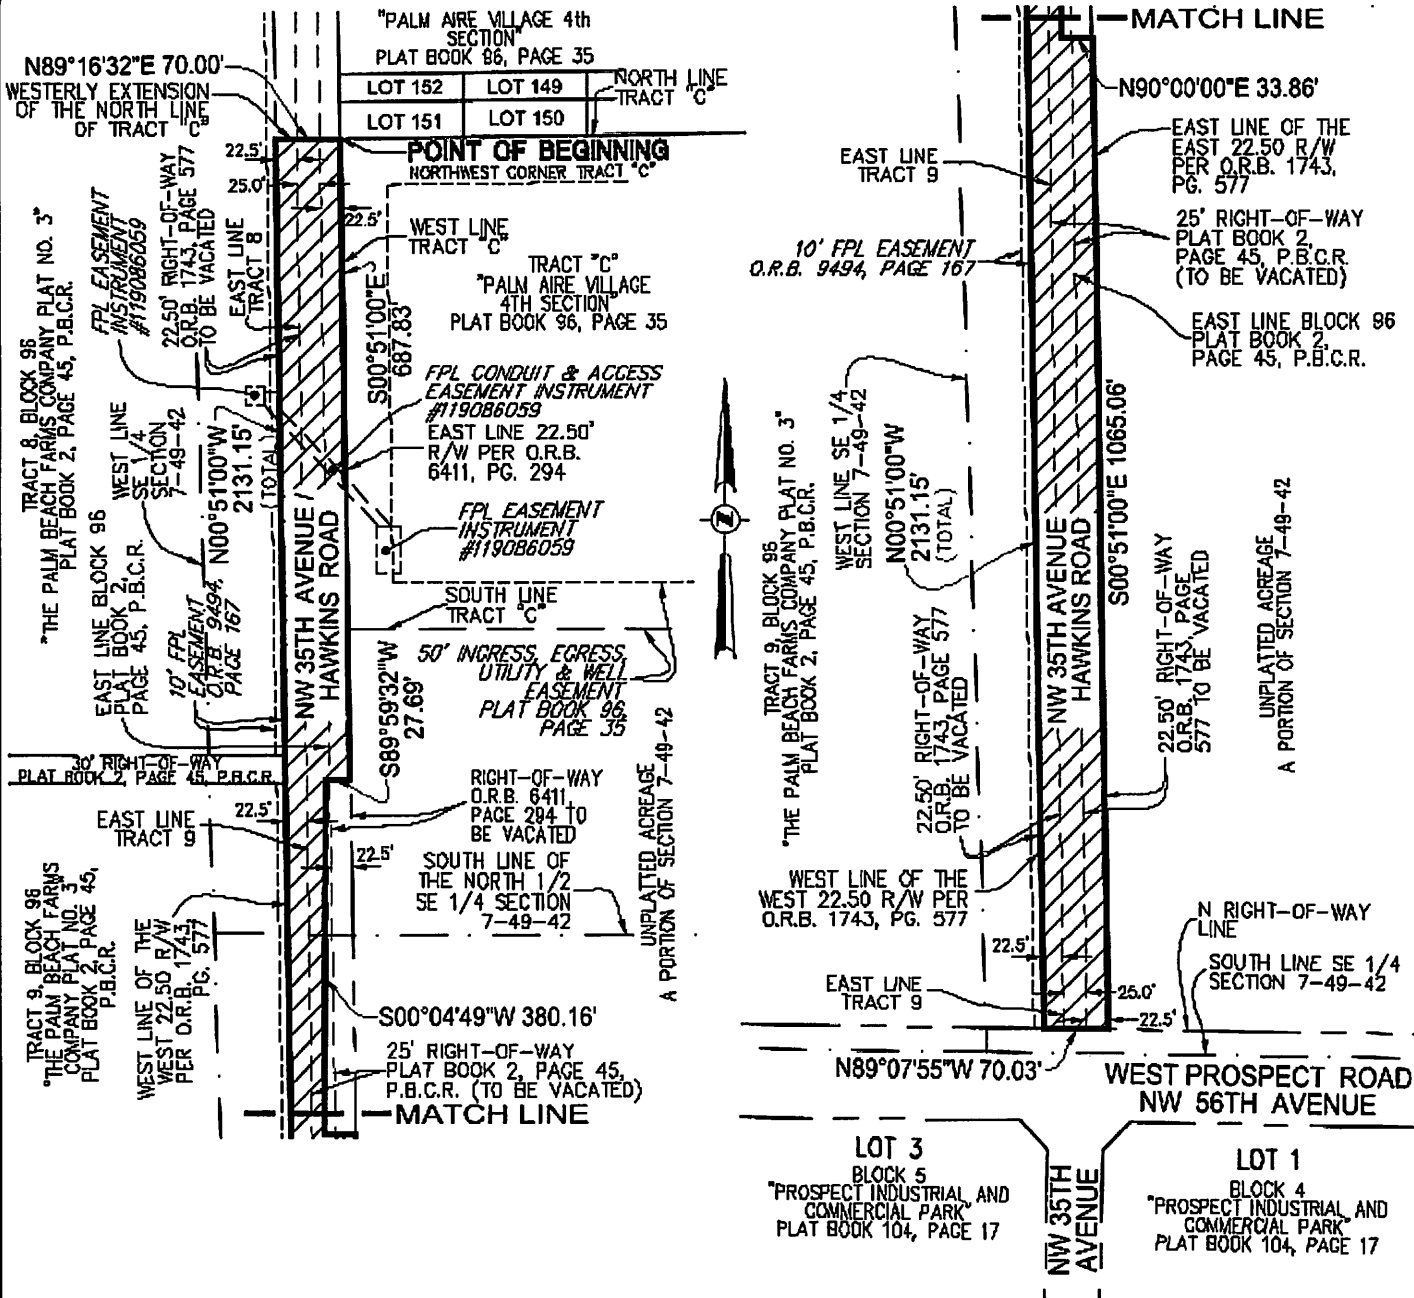 "PALM AIRE VILLAGE 4th
SECTION"
PLAT BOOK 96, PAGE 35
LOT 152
LOT 149
LOT 151
LOT 150
NORTH LINE
TRACT "C"
N89°16'32"E 70.00'
WESTERLY EXTENSION
OF THE NORTH LINE
OF TRACT "C"
POINT OF BEGINNING
NORTHWEST CORNER TRACT "C"
22.5'
25.0'
22.5'
WEST LINE
TRACT "C"
TRACT "C"
"PALM AIRE VILLAGE
4TH SECTION"
PLAT BOOK 96, PAGE 35
S00°51'00"E
687.83'
FPL CONDUIT & ACCESS
EASEMENT INSTRUMENT
#119086059
EAST LINE 22.50'
R/W PER O.R.B.
6411, PG. 294
FPL EASEMENT
INSTRUMENT
#119086059
SOUTH LINE
TRACT "C"
50' INGRESS, EGRESS,
UTILITY & WELL
EASEMENT
PLAT BOOK 96,
PAGE 35
S89°59'32"W
27.69'
TRACT 8, BLOCK 96
"THE PALM BEACH FARMS COMPANY PLAT NO. 3"
PLAT BOOK 2, PAGE 45, P.B.C.R.
FPL EASEMENT
INSTRUMENT
#119086059
22.50' RIGHT-OF-WAY
O.R.B. 1743, PAGE 577
TO BE VACATED
EAST LINE
TRACT 8
WEST LINE
SE 1/4
SECTION
7-49-42
N00°51'00"W
2131.15'
(TOTAL)
EAST LINE BLOCK 96
PLAT BOOK 2,
PAGE 45, P.B.C.R.
10' FPL
EASEMENT
O.R.B. 9494,
PAGE 167
NW 35TH AVENUE /
HAWKINS ROAD
30' RIGHT-OF-WAY
PLAT BOOK 2, PAGE 45, P.B.C.R.
22.5'
EAST LINE
TRACT 9
22.5'
RIGHT-OF-WAY
O.R.B. 6411,
PAGE 294 TO
BE VACATED
SOUTH LINE OF
THE NORTH 1/2
SE 1/4 SECTION
7-49-42
UNPLATTED ACREAGE
A PORTION OF SECTION 7-49-42
TRACT 9, BLOCK 96
"THE PALM BEACH FARMS
COMPANY PLAT NO. 3"
PLAT BOOK 2, PAGE 45,
P.B.C.R.
WEST LINE OF THE
WEST 22.50 R/W
PER O.R.B. 1743,
PG. 577
S00°04'49"W 380.16'
25' RIGHT-OF-WAY
PLAT BOOK 2, PAGE 45,
P.B.C.R. (TO BE VACATED)
MATCH LINE
MATCH LINE
N90°00'00"E 33.86'
EAST LINE
TRACT 9
EAST LINE OF THE
EAST 22.50 R/W
PER O.R.B. 1743,
PG. 577
25' RIGHT-OF-WAY
PLAT BOOK 2,
PAGE 45, P.B.C.R.
(TO BE VACATED)
10' FPL EASEMENT
O.R.B. 9494, PAGE 167
EAST LINE BLOCK 96
PLAT BOOK 2,
PAGE 45, P.B.C.R.
WEST LINE SE 1/4
SECTION 7-49-42
N00°51'00"W
2131.15'
(TOTAL)
N
S00°51'00"E 1065.06'
TRACT 9, BLOCK 96
"THE PALM BEACH FARMS COMPANY PLAT NO. 3"
PLAT BOOK 2, PAGE 45, P.B.C.R.
NW 35TH AVENUE /
HAWKINS ROAD
22.50' RIGHT-OF-WAY
O.R.B. 1743, PAGE 577
TO BE VACATED
22.50' RIGHT-OF-WAY
O.R.B. 1743, PAGE
577 TO BE VACATED
UNPLATTED ACREAGE
A PORTION OF SECTION 7-49-42
WEST LINE OF THE
WEST 22.50 R/W PER
O.R.B. 1743, PG. 577
22.5'
N RIGHT-OF-WAY
LINE
SOUTH LINE SE 1/4
SECTION 7-49-42
EAST LINE
TRACT 9
25.0'
22.5'
N89°07'55"W 70.03'
WEST PROSPECT ROAD
NW 56TH AVENUE
LOT 3
BLOCK 5
"PROSPECT INDUSTRIAL AND
COMMERCIAL PARK"
PLAT BOOK 104, PAGE 17
NW 35TH
AVENUE
LOT 1
BLOCK 4
"PROSPECT INDUSTRIAL AND
COMMERCIAL PARK"
PLAT BOOK 104, PAGE 17